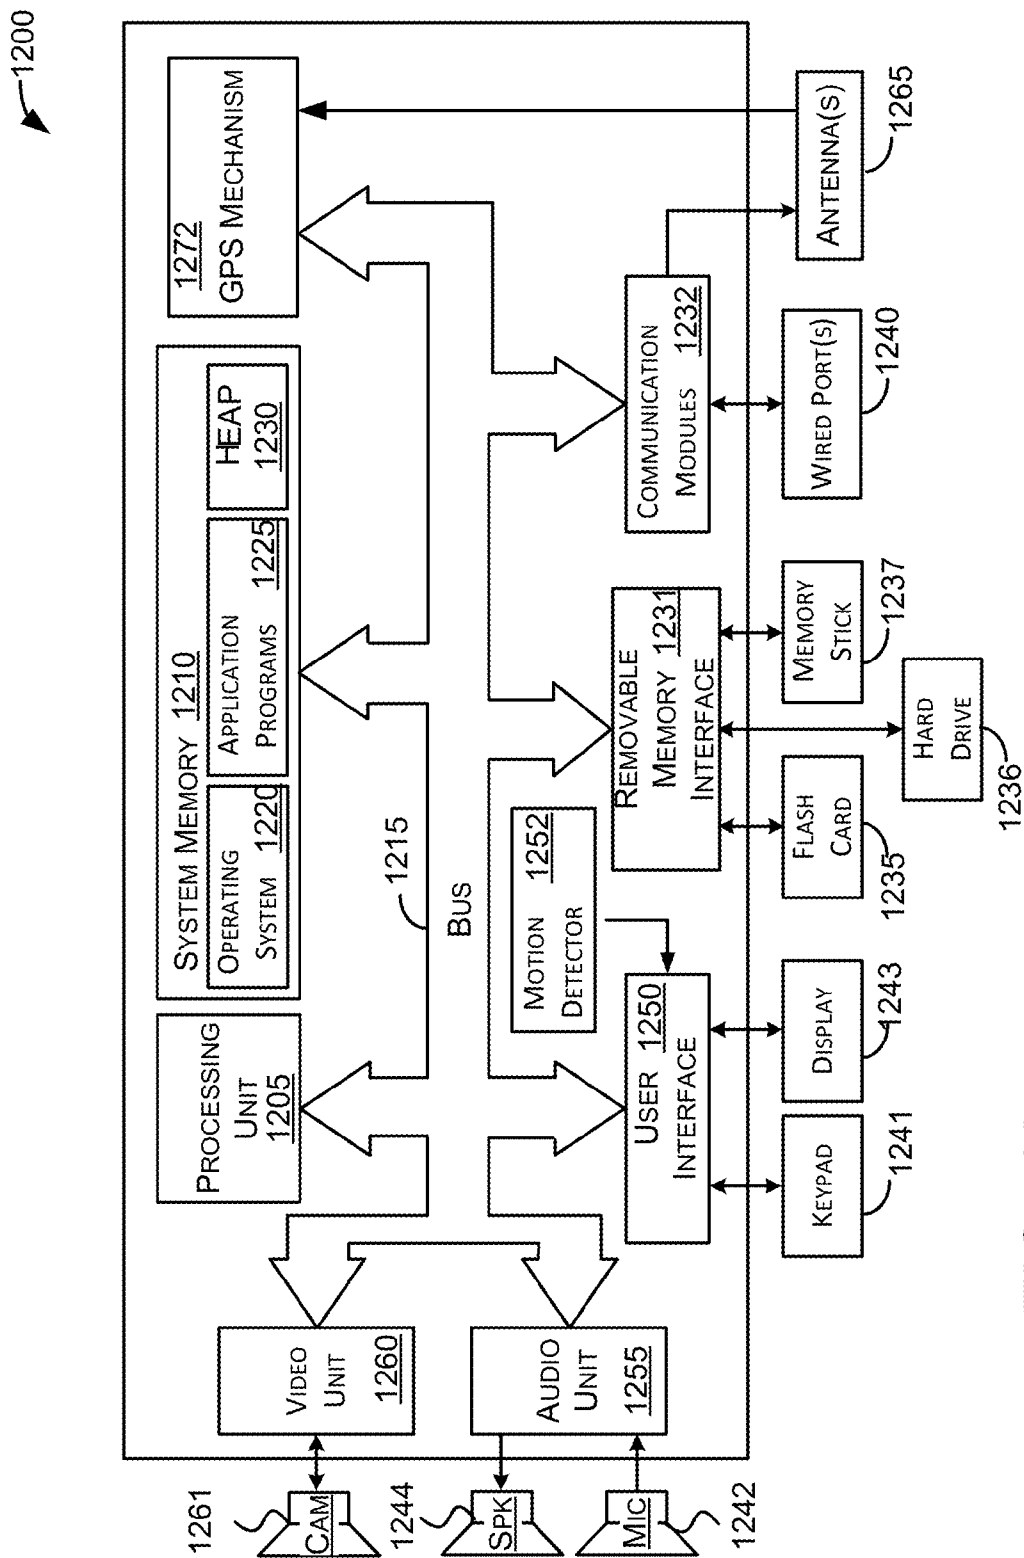 1200
PROCESSING
UNIT
1205
SYSTEM MEMORY 1210
OPERATING
SYSTEM 1220
APPLICATION
PROGRAMS 1225
HEAP
1230
1272
GPS MECHANISM
1261
CAM
VIDEO
UNIT
1260
1215
BUS
1244
SPK
MIC
1242
AUDIO
UNIT
1255
MOTION
DETECTOR 1252
USER 1250
INTERFACE
REMOVABLE
MEMORY 1231
INTERFACE
COMMUNICATION
MODULES 1232
KEYPAD
1241
DISPLAY
1243
FLASH
CARD
1235
MEMORY
STICK
1237
HARD
DRIVE
1236
WIRED PORT(S)
1240
ANTENNA(S)
1265